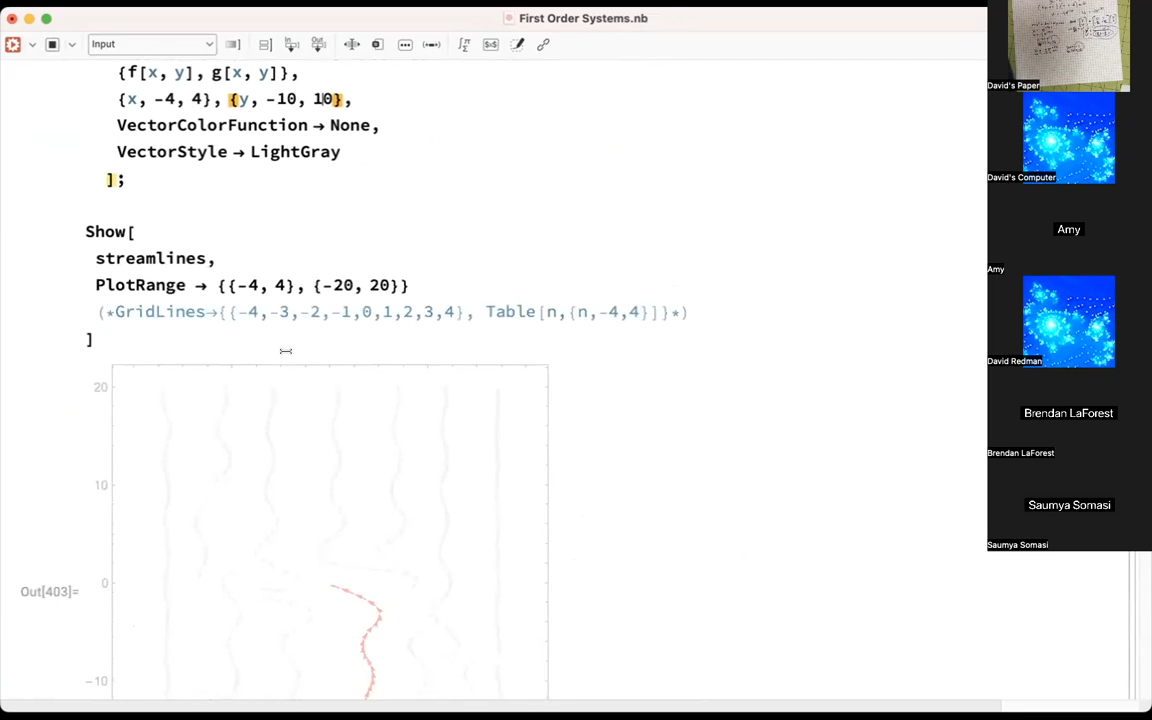 First Order Systems.nb
Input
{f[x, y], g[x, y]},
{x, -4, 4}, {y, -10, 10},
VectorColorFunction → None,
VectorStyle → LightGray
];
Show[
streamlines,
PlotRange → {{-4, 4}, {-20, 20}}
(*GridLines→{{-4,-3,-2,-1,0,1,2,3,4}, Table[n,{n,-4,4}]}*)
]
20
10
0
Out[403]=
-10
David's Paper
David's Computer
Amy
Amy
David Redman
Brendan LaForest
Brendan LaForest
Saumya Somasi
Saumya Somasi